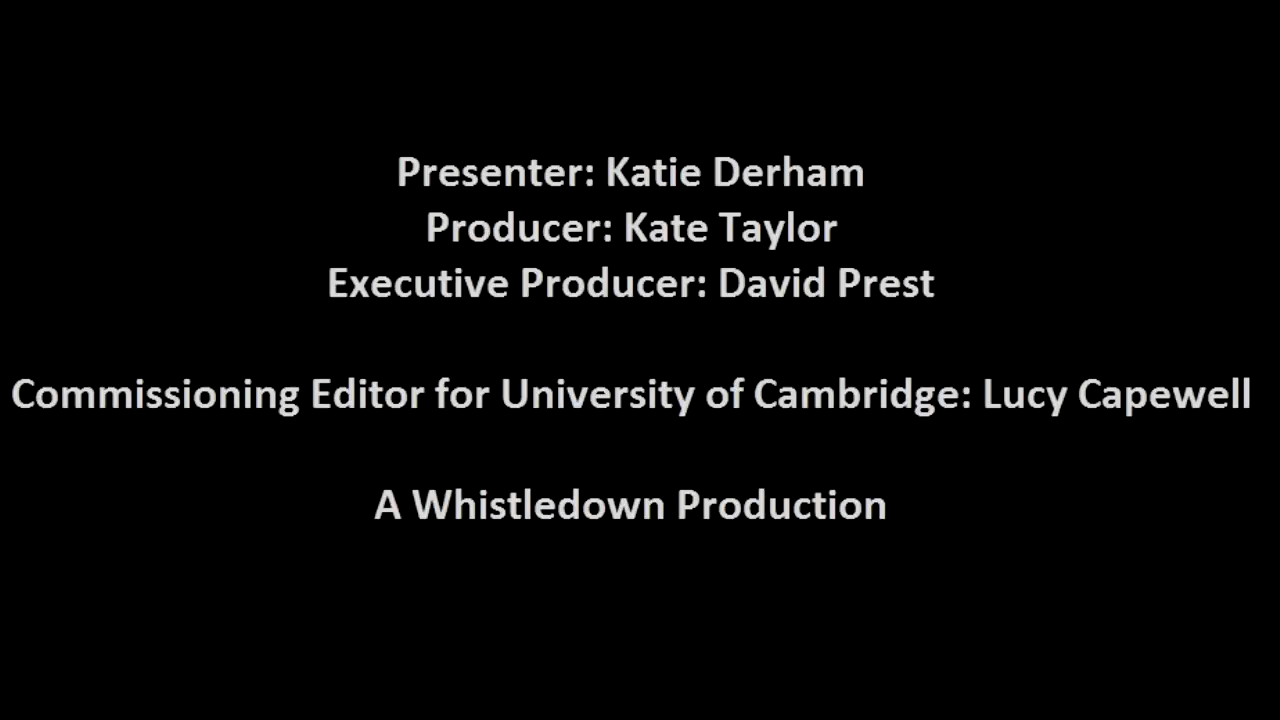 Presenter: Katie Derham
Producer: Kate Taylor
Executive Producer: David Prest
Commissioning Editor for University of Cambridge: Lucy Capewell
A Whistledown Production